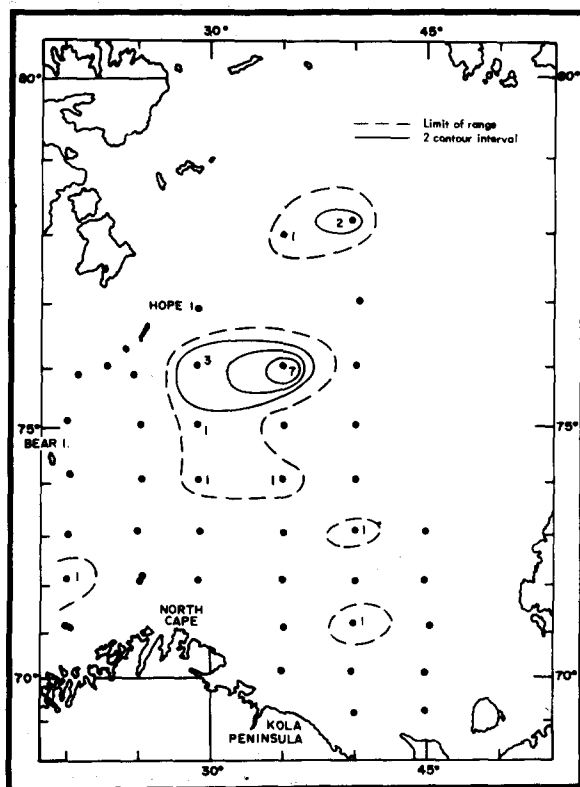 30° 45°
80° 80°
Limit of range
2 contour interval
2
1
HOPE I.
3
7
75° 75°
1
BEAR I.
1 1
1
1
NORTH CAPE
1
70° 70°
KOLA PENINSULA
30° 45°